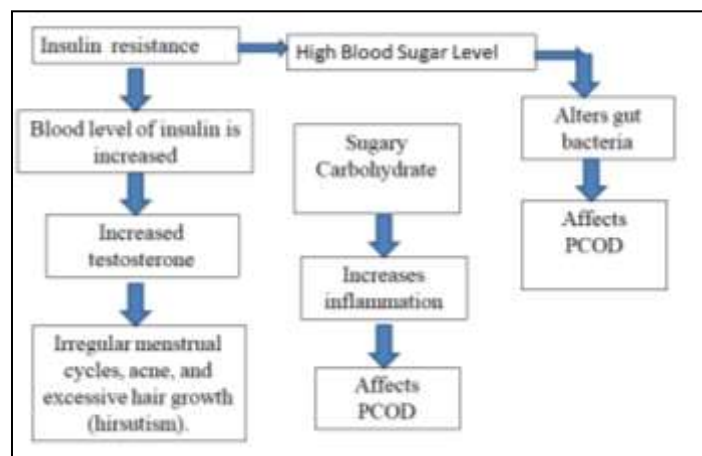 Insulin resistance
High Blood Sugar Level
Blood level of insulin is
increased
Increased
testosterone
Irregular menstrual
cycles, acne, and
excessive hair growth
(hirsutism).
Sugary
Carbohydrate
Increases
inflammation
Affects
PCOD
Alters gut
bacteria
Affects
PCOD